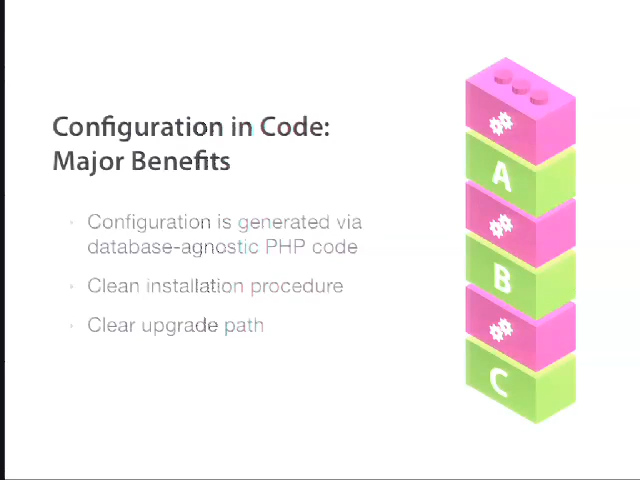 Configuration in Code:
Major Benefits
Configuration is generated via
database-agnostic PHP code
Clean installation procedure
Clear upgrade path
A
B
C